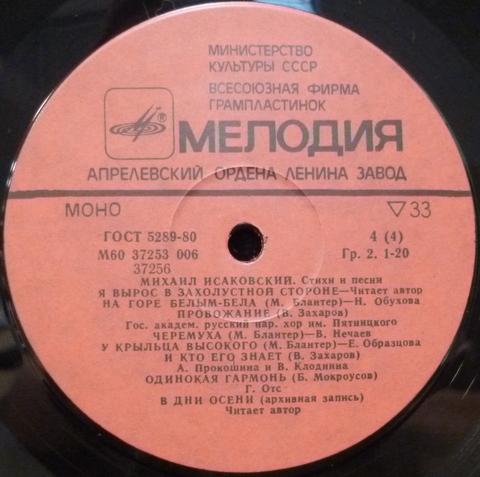 МИНИСТЕРСТВО
КУЛЬТУРЫ СССР
ВСЕСОЮЗНАЯ ФИРМА
ГРАМПЛАСТИНОК
®
МЕЛОДИЯ
АПРЕЛЕВСКИЙ ОРДЕНА ЛЕНИНА ЗАВОД
МОНО ▽33
ГОСТ 5289-80 4 (4)
М60 37253 006 Гр. 2. 1-20
37256
МИХАИЛ ИСАКОВСКИЙ. Стихи и песни
Я ВЫРОС В ЗАХОЛУСТНОЙ СТОРОНЕ—Читает автор
НА ГОРЕ БЕЛЫМ-БЕЛА (М. Блантер)—Н. Обухова
ПРОВОЖАНИЕ (В. Захаров)
Гос. академ. русский нар. хор им. Пятницкого
ЧЕРЕМУХА (М. Блантер)—В. Нечаев
У КРЫЛЬЦА ВЫСОКОГО (М. Блантер)—Е. Образцова
И КТО ЕГО ЗНАЕТ (В. Захаров)
А. Прокошина и В. Клодяина
ОДИНОКАЯ ГАРМОНЬ (Б. Мокроусов)
Г. Отс
В ДНИ ОСЕНИ (архивная запись)
Читает автор